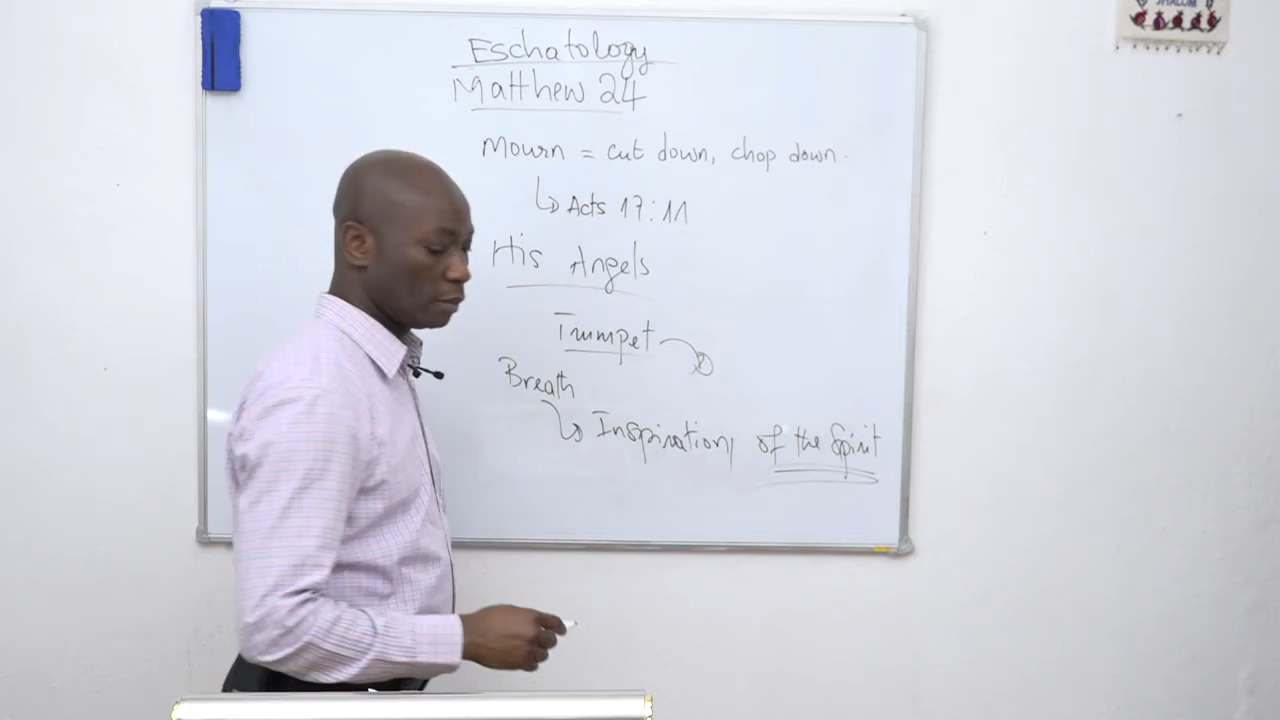 SHALOM
Eschatology
Matthew 24
Mourn = cut down, chop down.
↳ Acts 17:11
His Angels
Trumpet
Breath
↳ Inspiration, of the Spirit